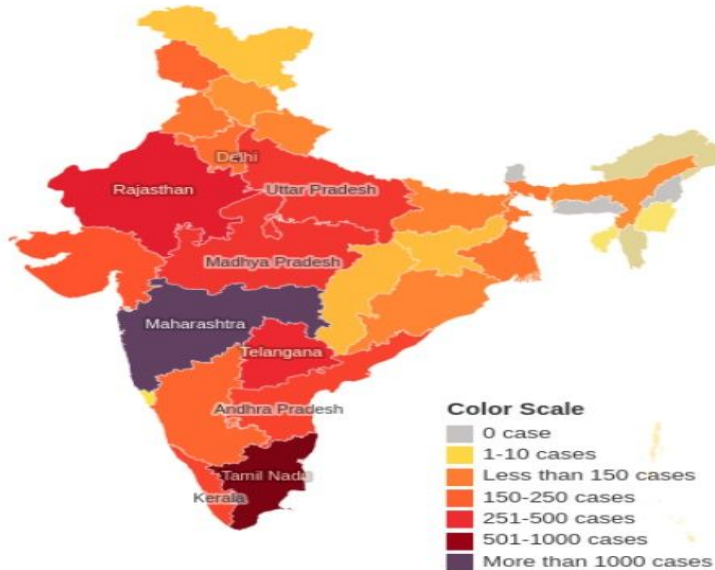 Delhi
Rajasthan
Uttar Pradesh
Madhya Pradesh
Maharashtra
Telangana
Andhra Pradesh
Tamil Nadu
Kerala
Color Scale
0 case
1-10 cases
Less than 150 cases
150-250 cases
251-500 cases
501-1000 cases
More than 1000 cases